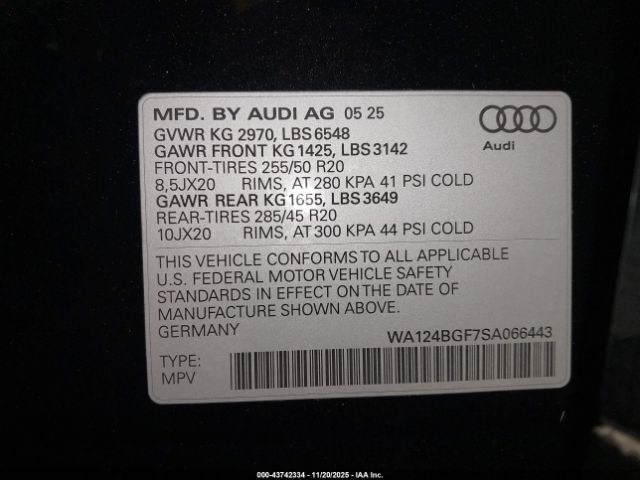 MFD. BY AUDI AG 05 25
GVWR KG 2970, LBS 6548
GAWR FRONT KG 1425, LBS 3142
FRONT-TIRES 255/50 R20
8,5JX20 RIMS, AT 280 KPA 41 PSI COLD
GAWR REAR KG 1655, LBS 3649
REAR-TIRES 285/45 R20
10JX20 RIMS, AT 300 KPA 44 PSI COLD
Audi
THIS VEHICLE CONFORMS TO ALL APPLICABLE
U.S. FEDERAL MOTOR VEHICLE SAFETY
STANDARDS IN EFFECT ON THE DATE OF
MANUFACTURE SHOWN ABOVE.
GERMANY
WA124BGF7SA066443
TYPE:
MPV
000-43742334 - 11/20/2025 - IAA Inc.